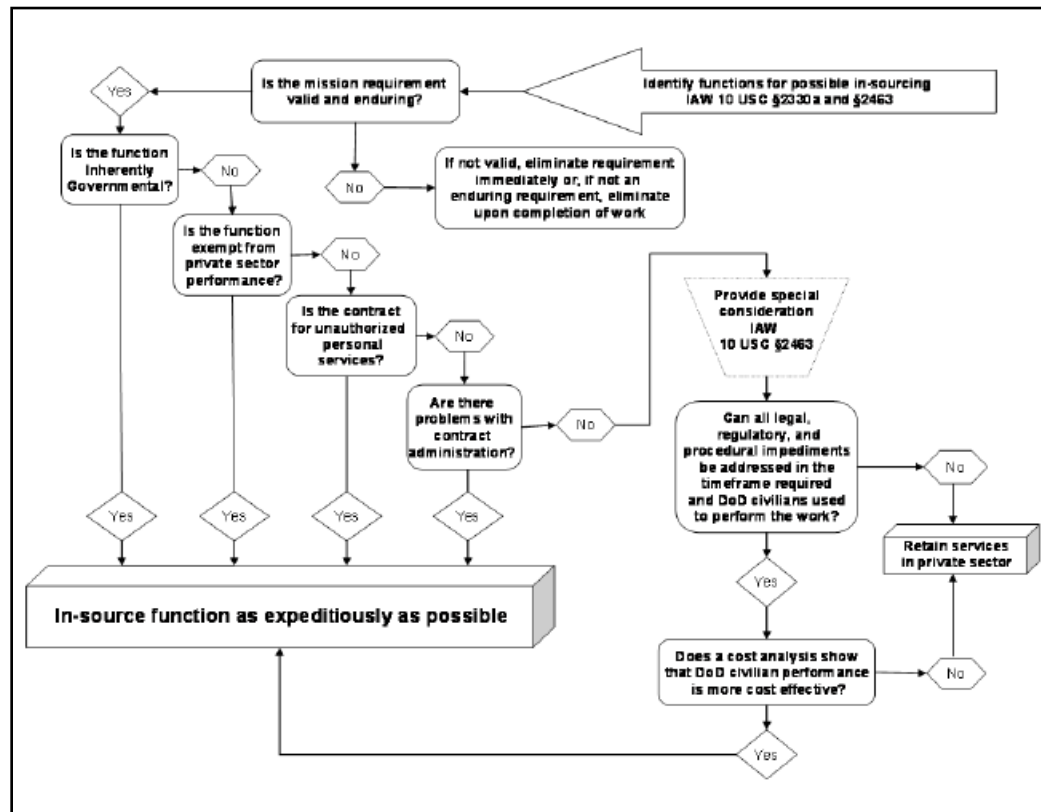 Identify functions for possible in-sourcing
IAW 10 USC §2330a and §2463
Is the mission requirement
valid and enduring?
Yes
No
If not valid, eliminate requirement
immediately or, if not an
enduring requirement, eliminate
upon completion of work
Is the function
Inherently
Governmental?
No
Is the function
exempt from
private sector
performance?
No
Is the contract
for unauthorized
personal
services?
No
Are there
problems with
contract
administration?
No
Provide special
consideration
IAW
10 USC §2463
Can all legal,
regulatory, and
procedural impediments
be addressed in the
timeframe required
and DoD civilians used
to perform the work?
No
Retain services
in private sector
Yes
Yes
Yes
Yes
Yes
In-source function as expeditiously as possible
Does a cost analysis show
that DoD civilian performance
is more cost effective?
No
Yes